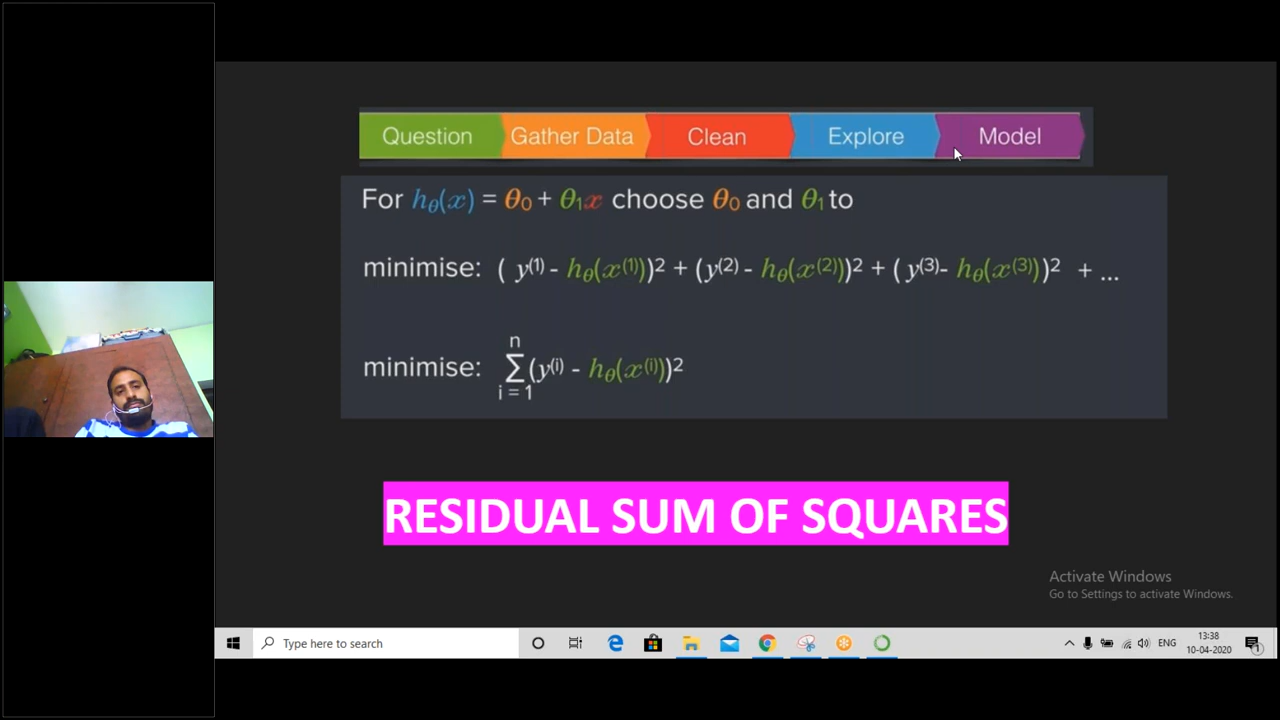 Question Gather Data Clean Explore Model
For hθ(x) = θ0 + θ1x choose θ0 and θ1 to
minimise: ( y(1) - hθ(x(1)))2 + (y(2) - hθ(x(2)))2 + ( y(3)- hθ(x(3)))2 + ...
n
minimise: Σ(y(i) - hθ(x(i)))2
i = 1
RESIDUAL SUM OF SQUARES
Activate Windows
Go to Settings to activate Windows.
Type here to search
ENG
13:38
10-04-2020
1